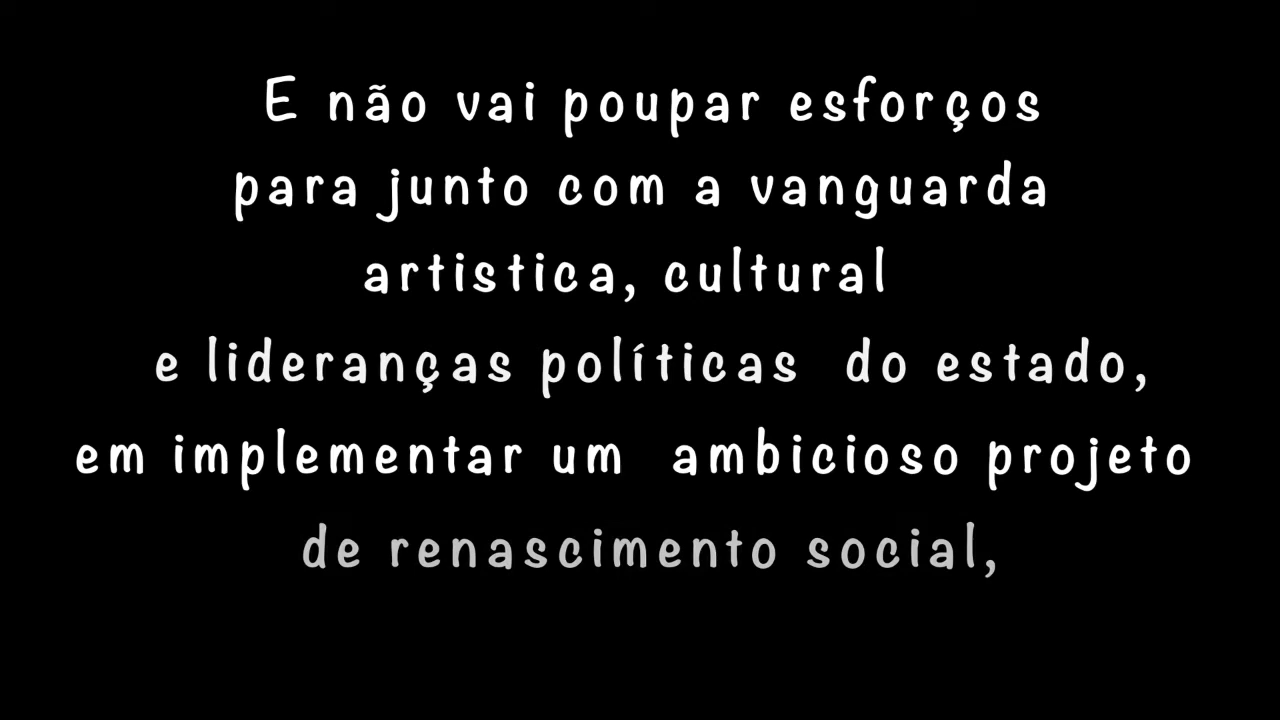 E não vai poupar esforços
para junto com a vanguarda
artistica, cultural
e lideranças políticas do estado,
em implementar um ambicioso projeto
de renascimento social,